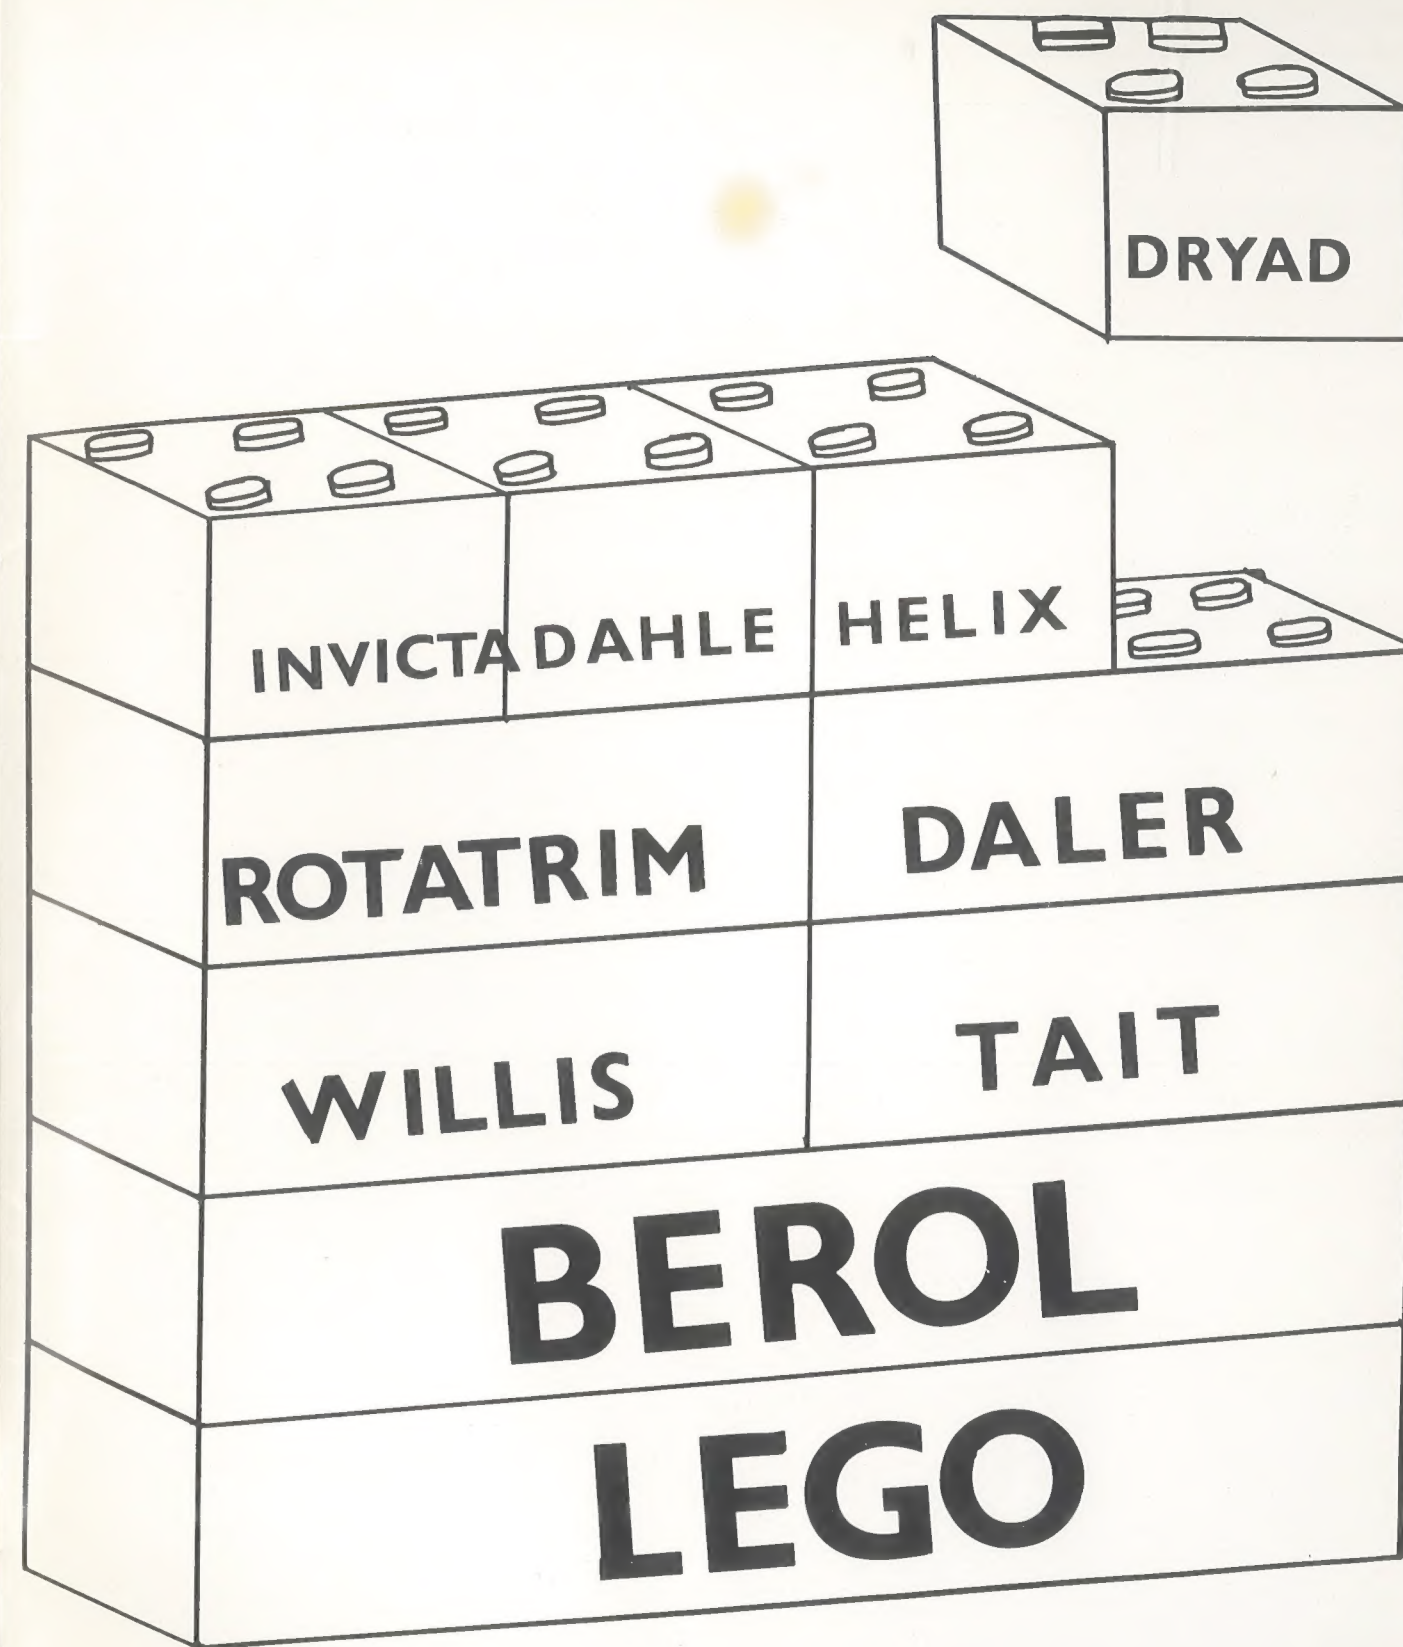 DRYAD
INVICTA DAHLE HELIX
ROTATRIM DALER
WILLIS TAIT
BEROL
LEGO